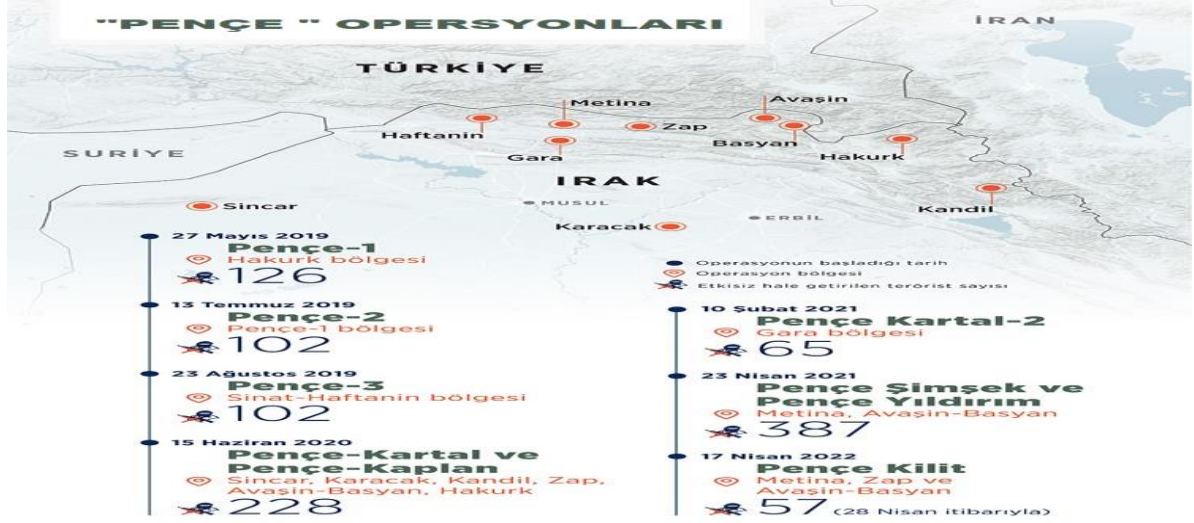 "PENÇE " OPERSYONLARI
İRAN
TÜRKİYE
Metina
Avaşin
Haftanin
Zap
Basyan
SURİYE
Gara
Hakurk
IRAK
Sincar
MUSUL
Kandil
Karacak
ERBİL
27 Mayıs 2019
Pençe-1
Hakurk bölgesi
126
13 Temmuz 2019
Pençe-2
Pençe-1 bölgesi
102
23 Ağustos 2019
Pençe-3
Sinat-Haftanin bölgesi
102
15 Haziran 2020
Pençe-Kartal ve
Pençe-Kaplan
Sincar, Karacak, Kandil, Zap,
Avaşin-Basyan, Hakurk
228
Operasyonun başladığı tarih
Operasyon bölgesi
Etkisiz hale getirilen terörist sayısı
10 Şubat 2021
Pençe Kartal-2
Gara bölgesi
65
23 Nisan 2021
Pençe Şimşek ve
Pençe Yıldırım
Metina, Avaşin-Basyan
387
17 Nisan 2022
Pençe Kilit
Metina, Zap ve
Avaşin-Basyan
57 (28 Nisan itibarıyla)